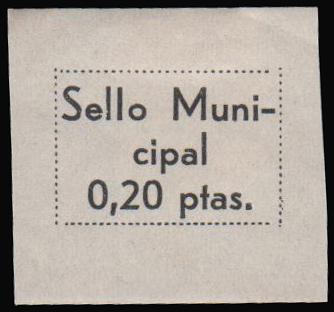 Sello Muni-
cipal
0,20 ptas.